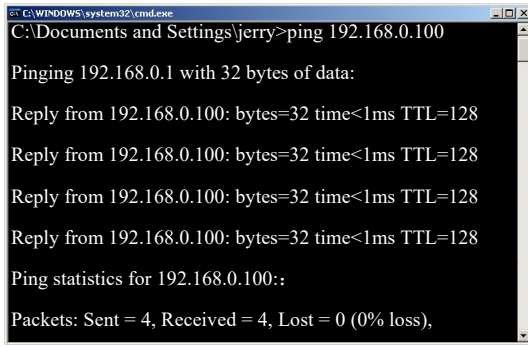 C:\WINDOWS\system32\cmd.exe
C:\Documents and Settings\jerry>ping 192.168.0.100
Pinging 192.168.0.1 with 32 bytes of data:
Reply from 192.168.0.100: bytes=32 time<1ms TTL=128
Reply from 192.168.0.100: bytes=32 time<1ms TTL=128
Reply from 192.168.0.100: bytes=32 time<1ms TTL=128
Reply from 192.168.0.100: bytes=32 time<1ms TTL=128
Ping statistics for 192.168.0.100:：
Packets: Sent = 4, Received = 4, Lost = 0 (0% loss),